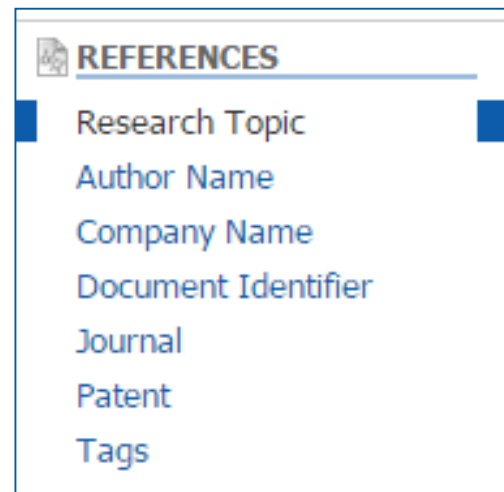 REFERENCES
Research Topic
Author Name
Company Name
Document Identifier
Journal
Patent
Tags